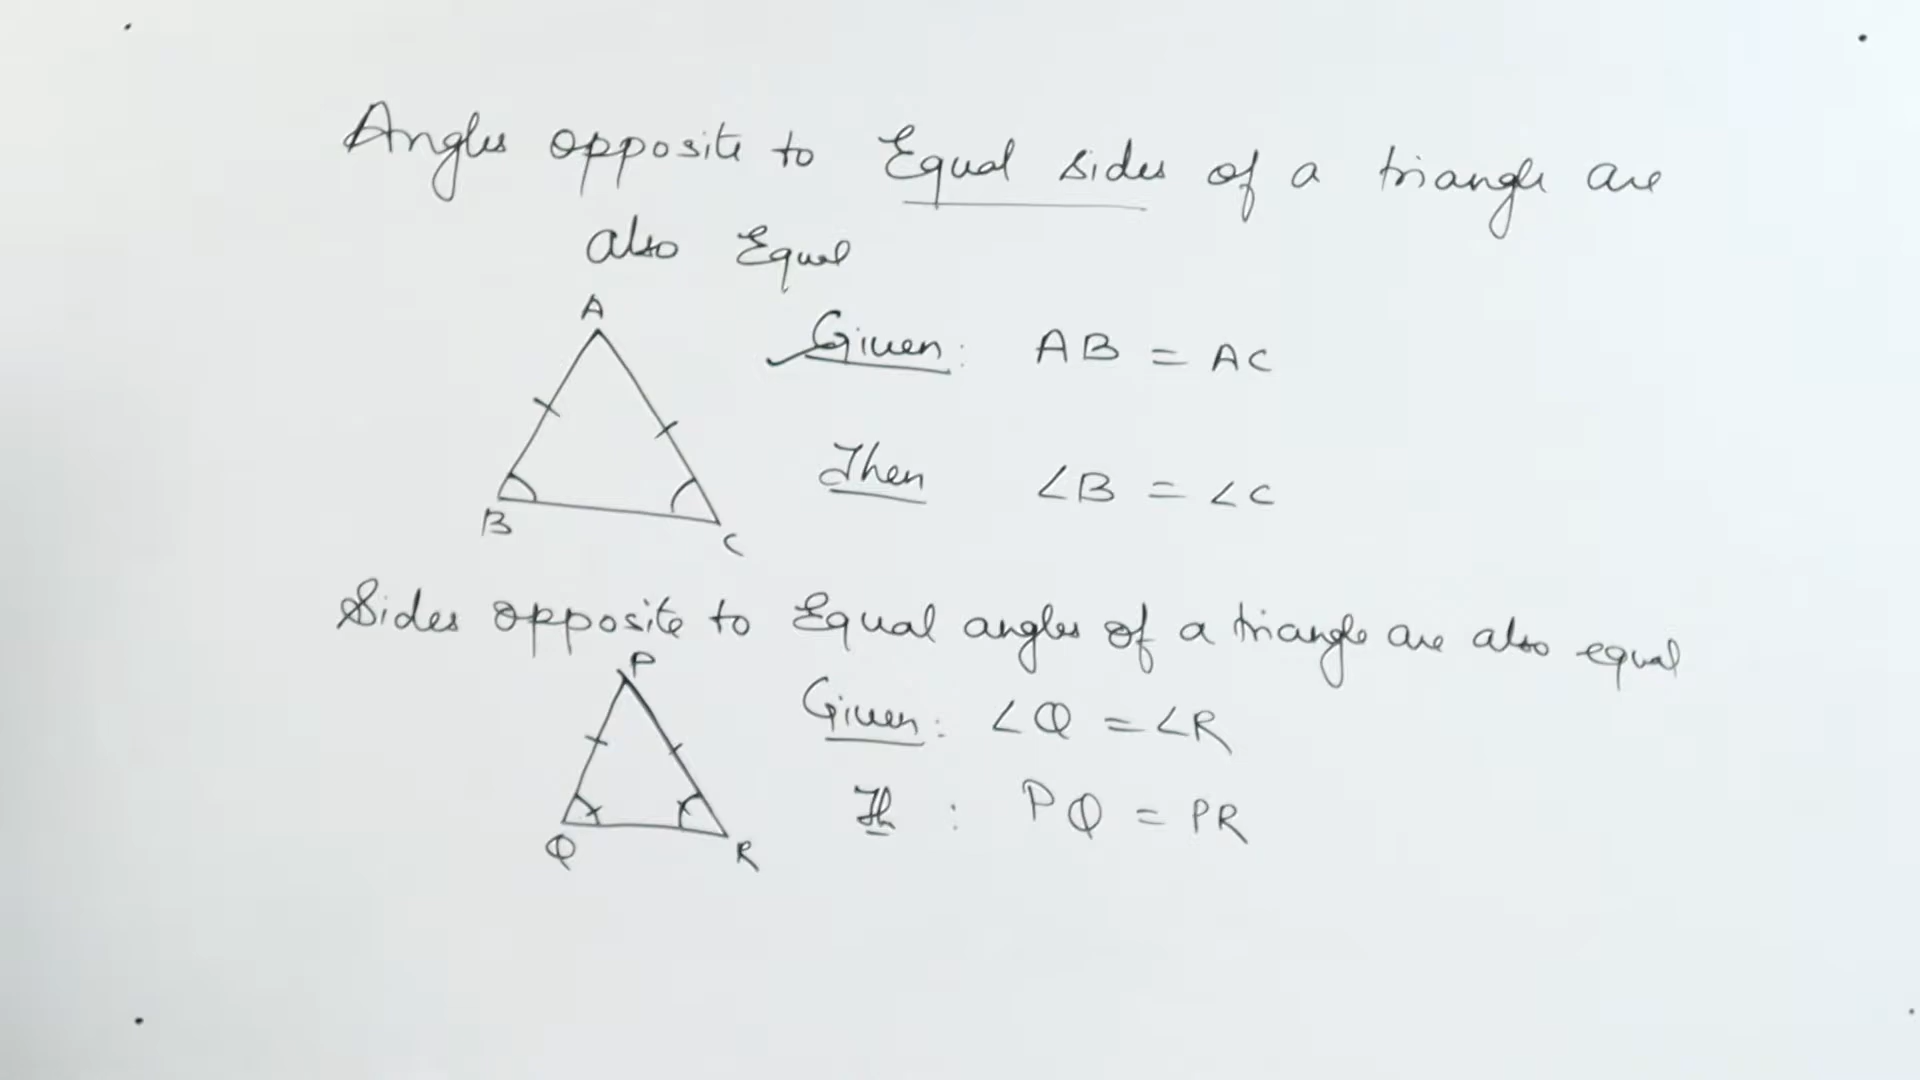 Angles opposite to Equal sides of a triangle are
also Equal
A
Given: AB = AC
Then ∠B = ∠C
B
C
Sides opposite to Equal angles of a triangle are also equal
P
Given: ∠Q = ∠R
Th : PQ = PR
Q
R